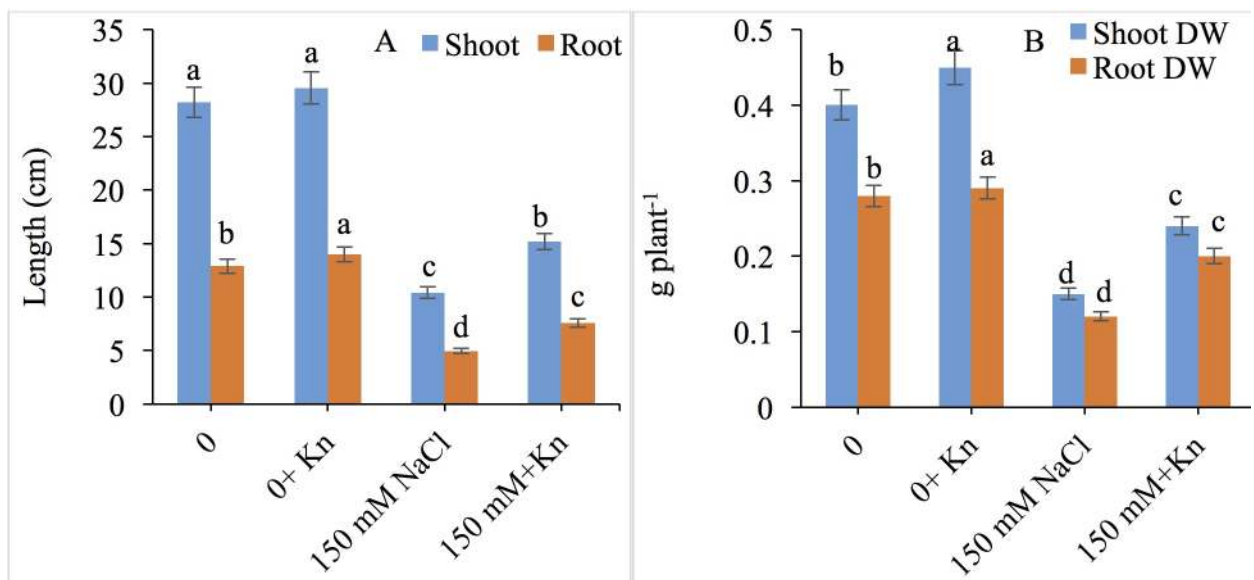 A
Shoot
Root
Length (cm)
35
30
25
20
15
10
5
0
a
b
a
a
c
d
b
c
0
0+ Kn
150 mM NaCl
150 mM+Kn
B
Shoot DW
Root DW
g plant⁻¹
0.5
0.4
0.3
0.2
0.1
0
b
b
a
a
d
d
c
c
0
0+ Kn
150 mM NaCl
150 mM+Kn